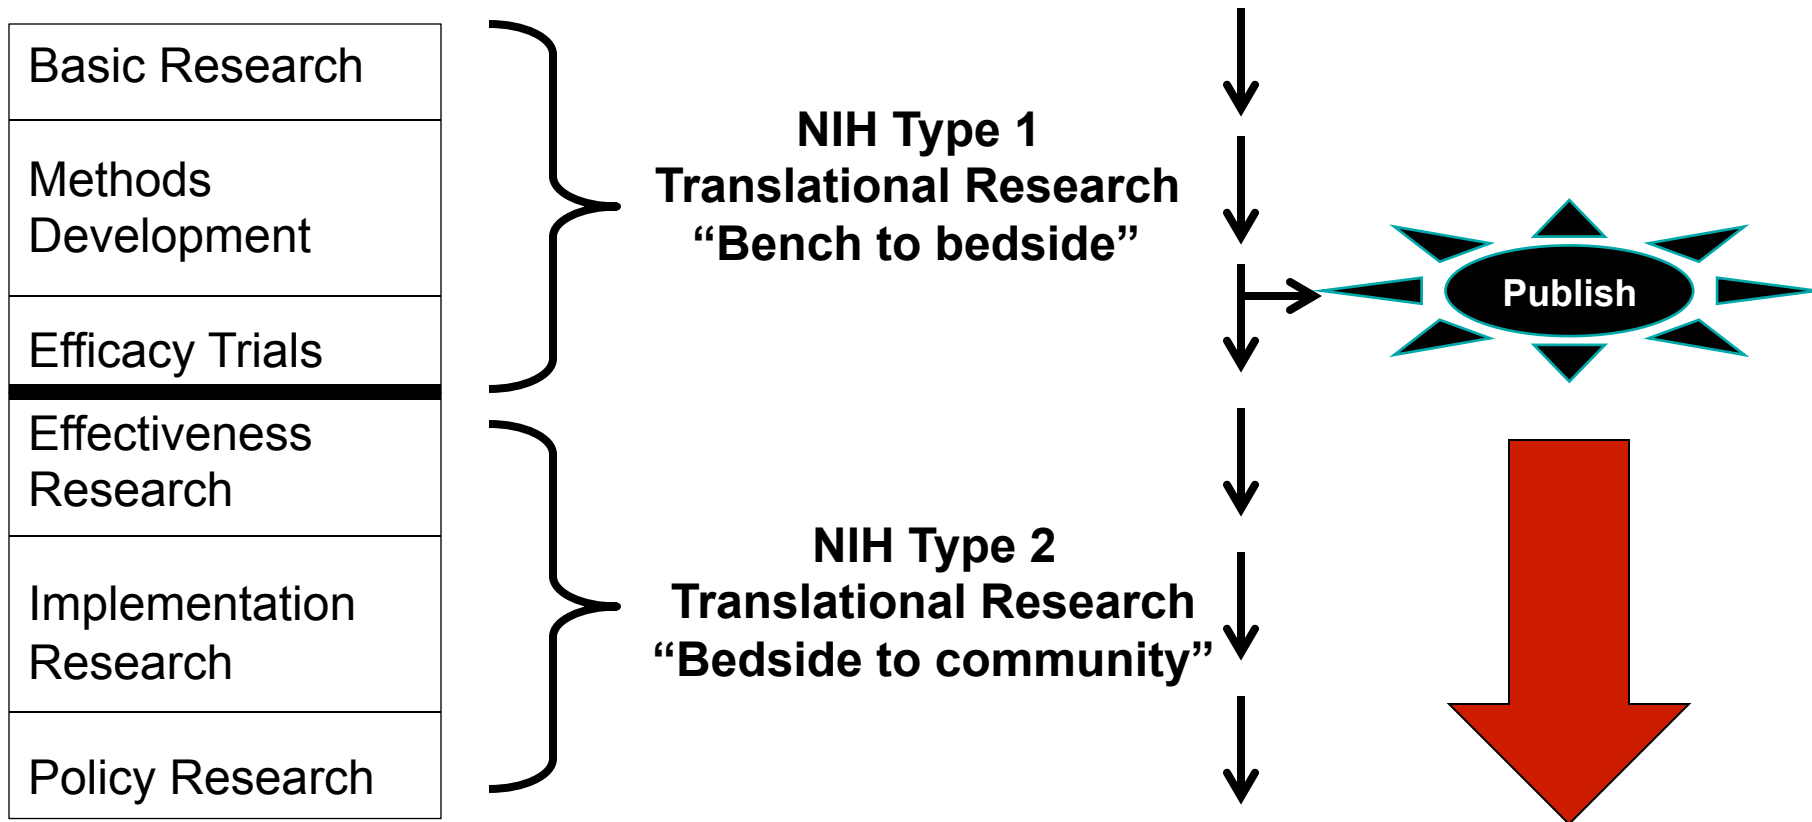 Basic Research
Methods
Development
Efficacy Trials
Effectiveness
Research
Implementation
Research
Policy Research
NIH Type 1
Translational Research
“Bench to bedside”
NIH Type 2
Translational Research
“Bedside to community”
Publish